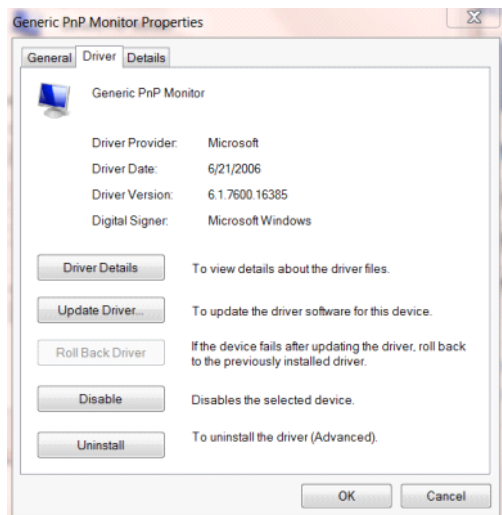 Generic PnP Monitor Properties
General Driver Details
Generic PnP Monitor
Driver Provider: Microsoft
Driver Date: 6/21/2006
Driver Version: 6.1.7600.16385
Digital Signer: Microsoft Windows
Driver Details To view details about the driver files.
Update Driver... To update the driver software for this device.
Roll Back Driver If the device fails after updating the driver, roll back
to the previously installed driver.
Disable Disables the selected device.
Uninstall To uninstall the driver (Advanced).
OK Cancel